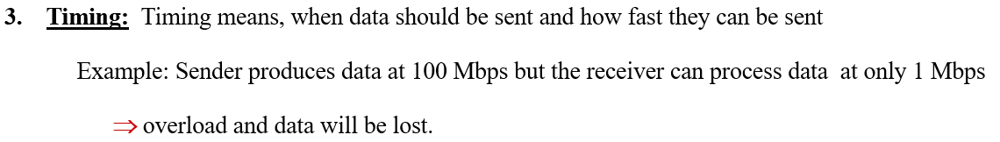 3. Timing: Timing means, when data should be sent and how fast they can be sent
Example: Sender produces data at 100 Mbps but the receiver can process data at only 1 Mbps
⇒ overload and data will be lost.